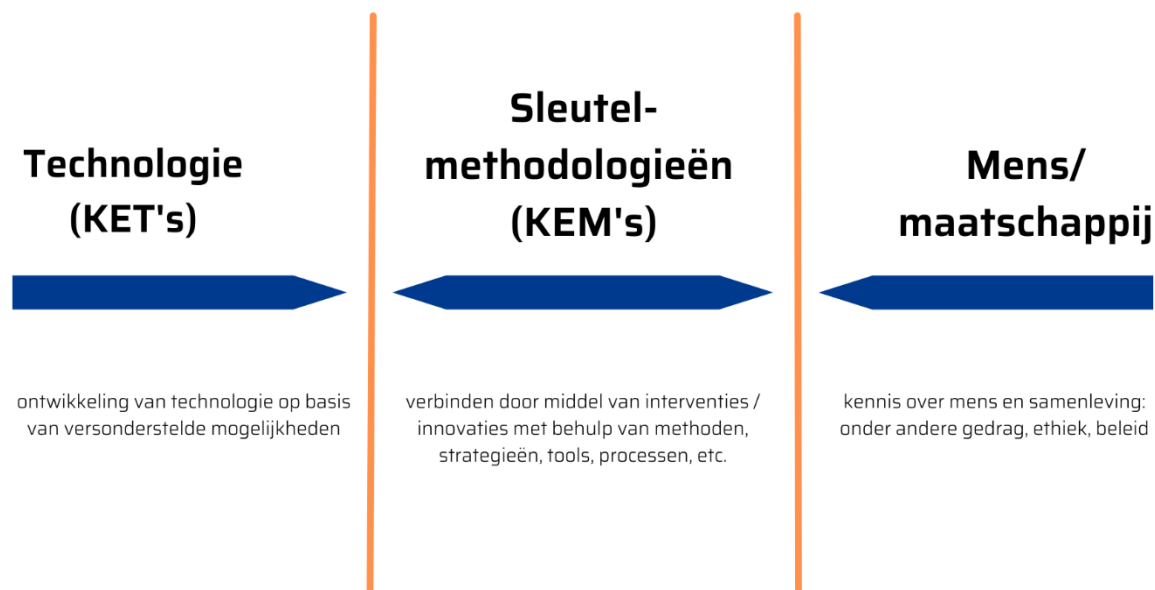 Technologie
(KET's)
ontwikkeling van technologie op basis
van versonderstelde mogelijkheden
Sleutel-
methodologieën
(KEM's)
verbinden door middel van interventies /
innovaties met behulp van methoden,
strategieën, tools, processen, etc.
Mens/
maatschappij
kennis over mens en samenleving:
onder andere gedrag, ethiek, beleid